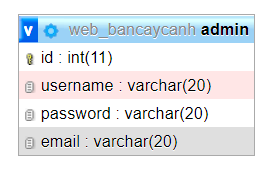 v web_bancaycanh admin
id : int(11)
username : varchar(20)
password : varchar(20)
email : varchar(20)